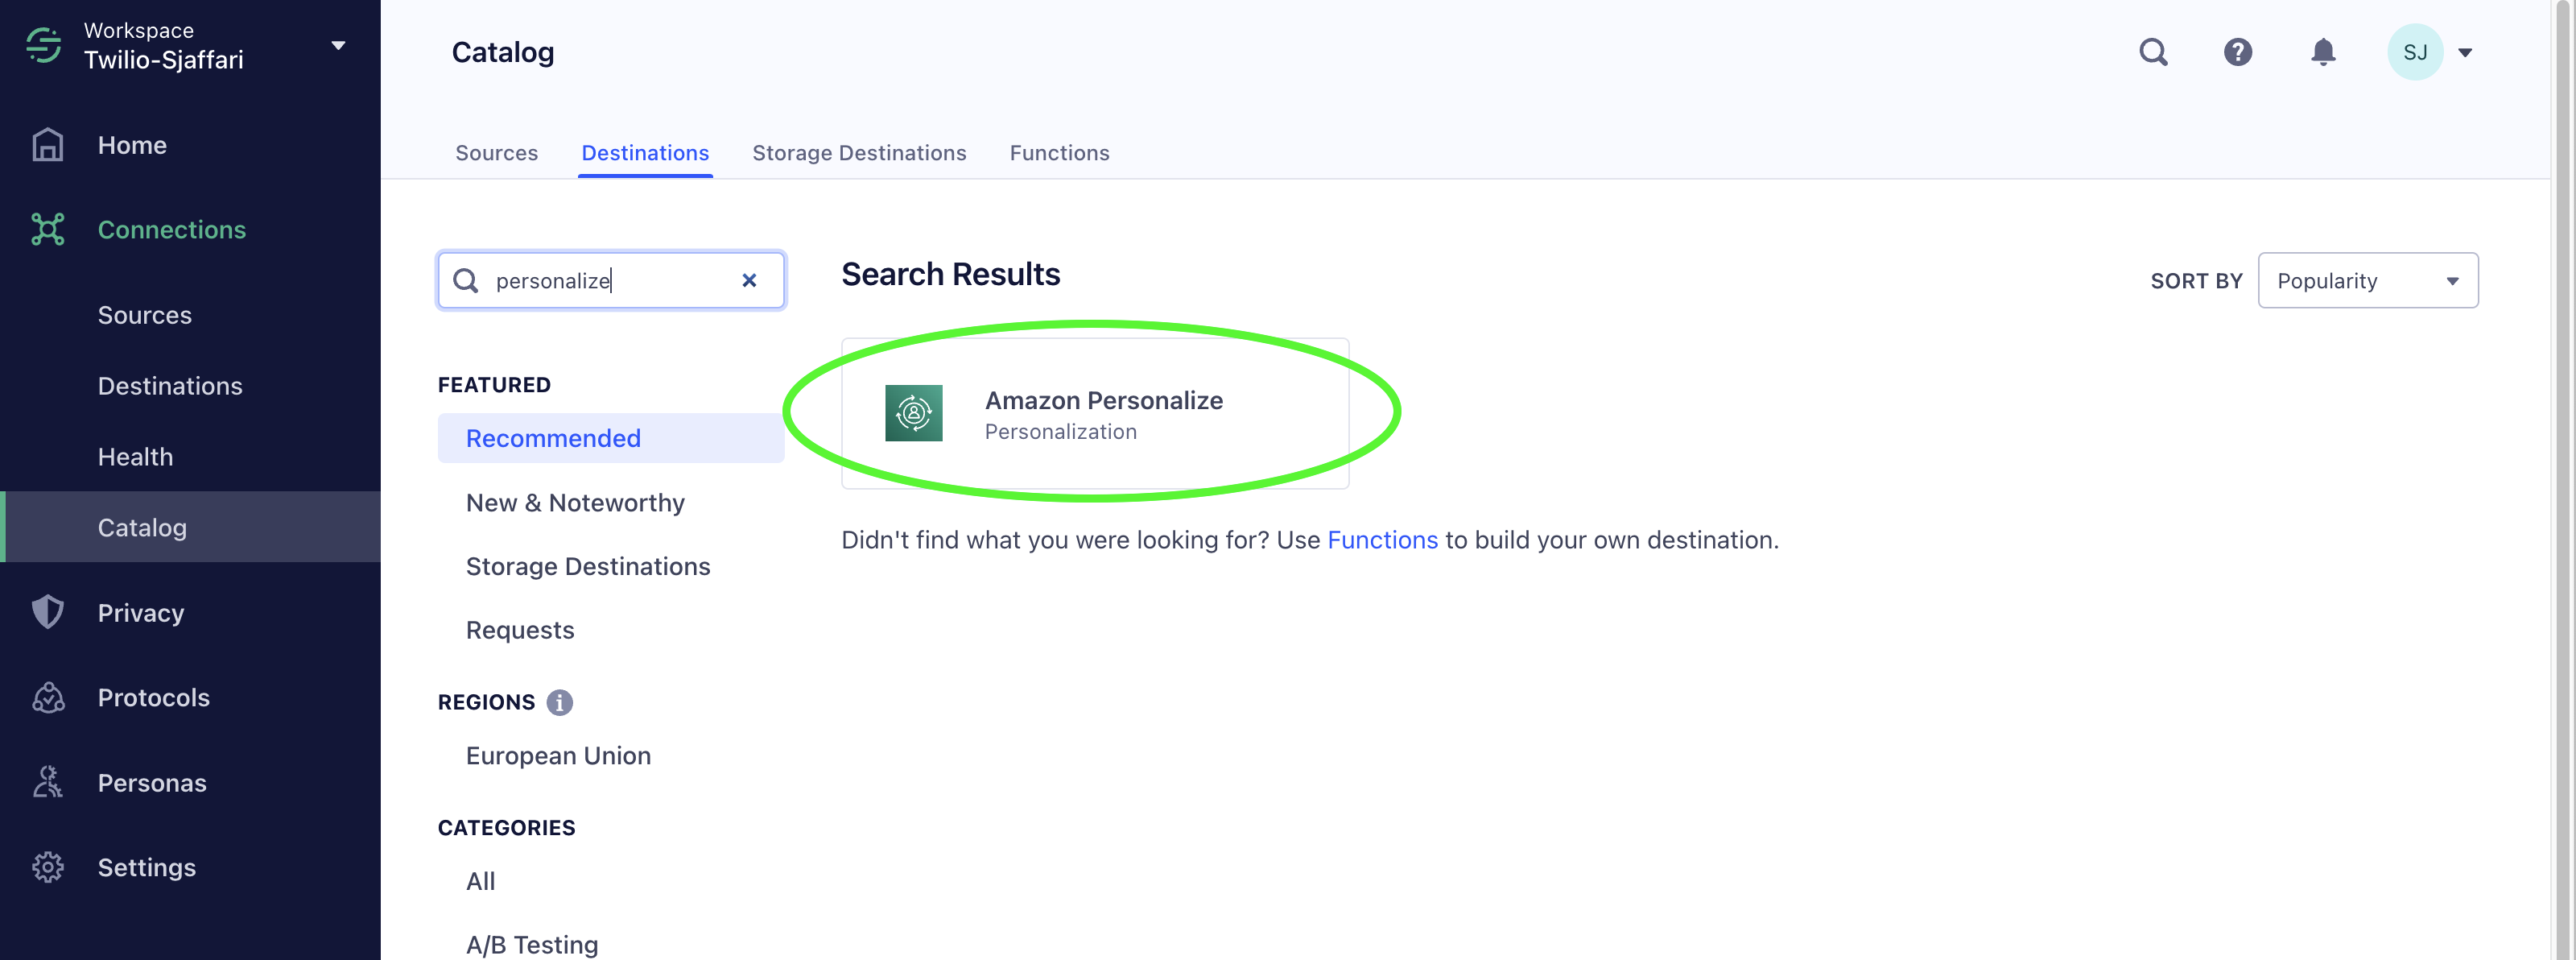 Workspace
Twilio-Sjaffari
Home
Connections
Sources
Destinations
Health
Catalog
Privacy
Protocols
Personas
Settings
Catalog
SJ
Sources
Destinations
Storage Destinations
Functions
personalize
FEATURED
Recommended
New & Noteworthy
Storage Destinations
Requests
REGIONS
European Union
CATEGORIES
All
A/B Testing
Search Results
SORT BY
Popularity
Amazon Personalize
Personalization
Didn't find what you were looking for? Use Functions to build your own destination.